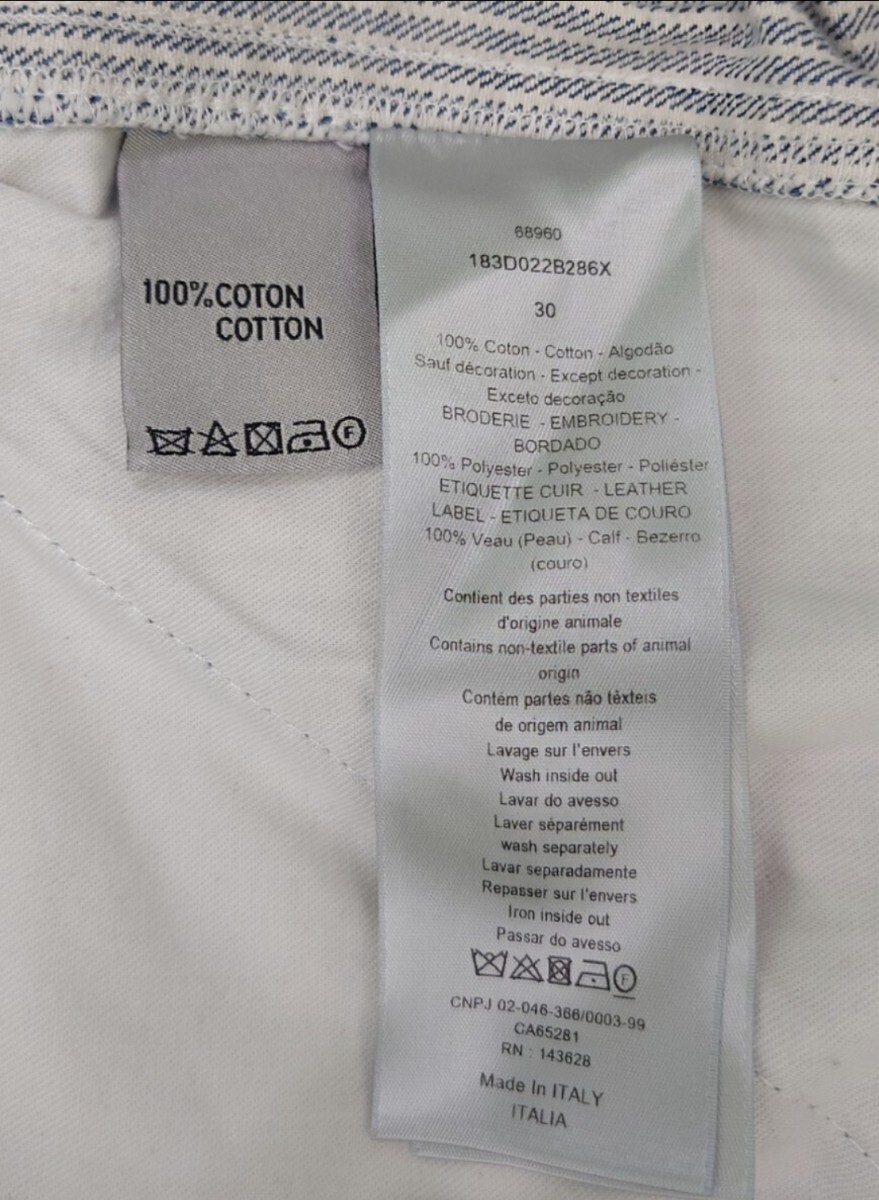 100% COTON
COTTON
F
68960
183D022B286X
30
100% Coton - Cotton - Algodão
Sauf décoration - Except decoration -
Exceto decoração
BRODERIE - EMBROIDERY -
BORDADO
100% Polyester - Polyester - Poliéster
ETIQUETTE CUIR - LEATHER
LABEL - ETIQUETA DE COURO
100% Veau (Peau) - Calf - Bezerro
(couro)
Contient des parties non textiles
d'origine animale
Contains non-textile parts of animal
origin
Contém partes não têxteis
de origem animal
Lavage sur l'envers
Wash inside out
Lavar do avesso
Laver séparément
wash separately
Lavar separadamente
Repasser sur l'envers
Iron inside out
Passar do avesso
F
CNPJ 02-046-366/0003-99
CA65281
RN : 143628
Made In ITALY
ITALIA